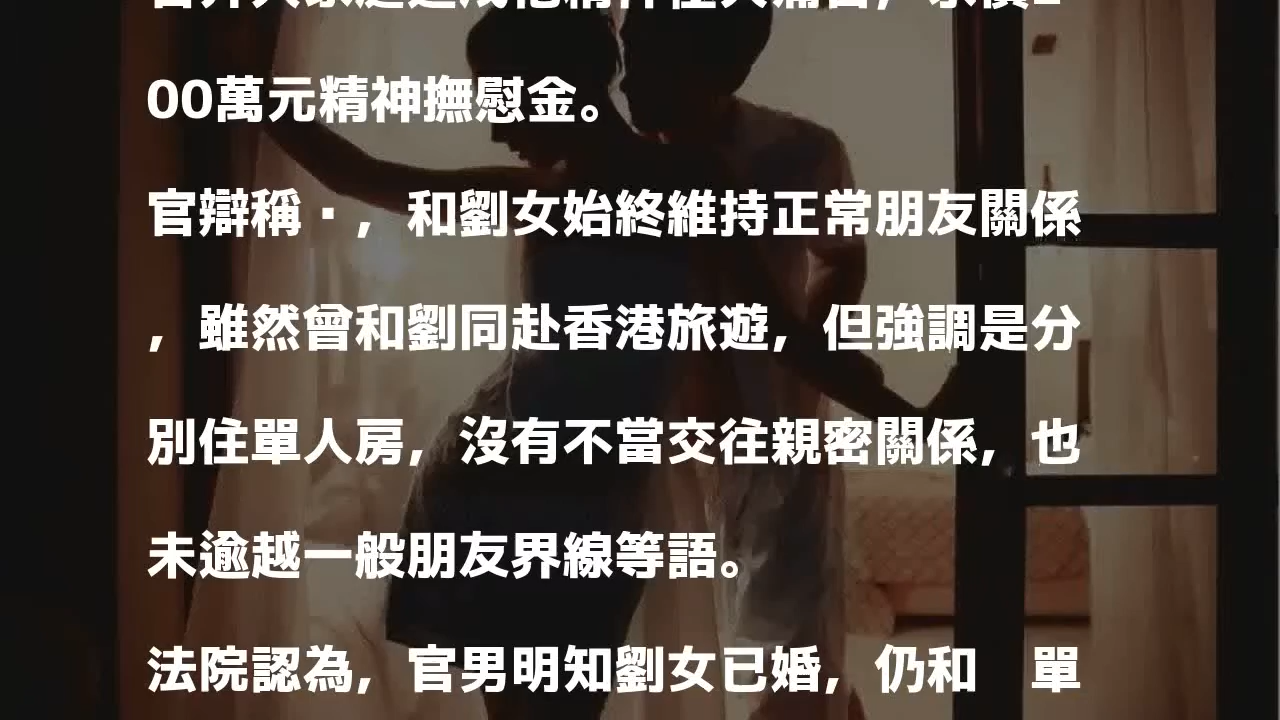 00萬元精神撫慰金。
官辯稱·，和劉女始終維持正常朋友關係
，雖然曾和劉同赴香港旅遊，但強調是分
別住單人房，沒有不當交往親密關係，也
未逾越一般朋友界線等語。
法院認為，官男明知劉女已婚，仍和　單